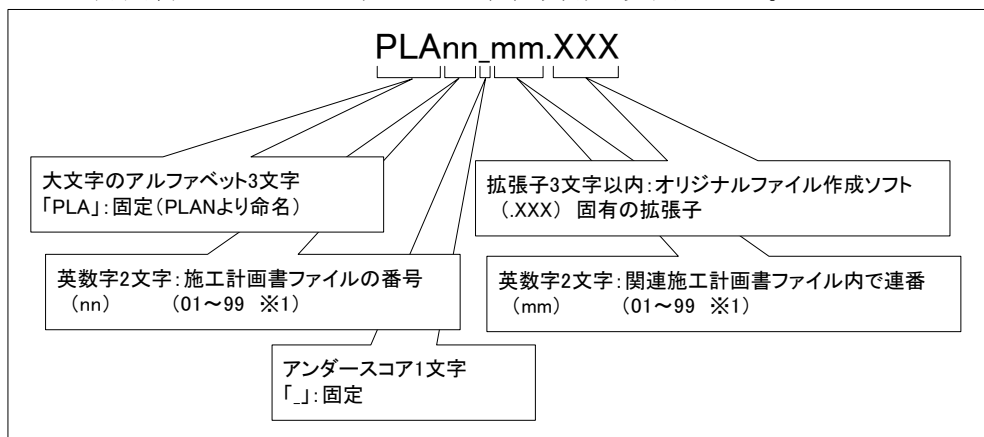 PLAnn_mm.XXX
大文字のアルファベット3文字
「PLA」:固定(PLANより命名)
拡張子3文字以内:オリジナルファイル作成ソフト
(.XXX) 固有の拡張子
英数字2文字:施工計画書ファイルの番号
(nn) (01~99 ※1)
英数字2文字:関連施工計画書ファイル内で連番
(mm) (01~99 ※1)
アンダースコア1文字
「_」:固定